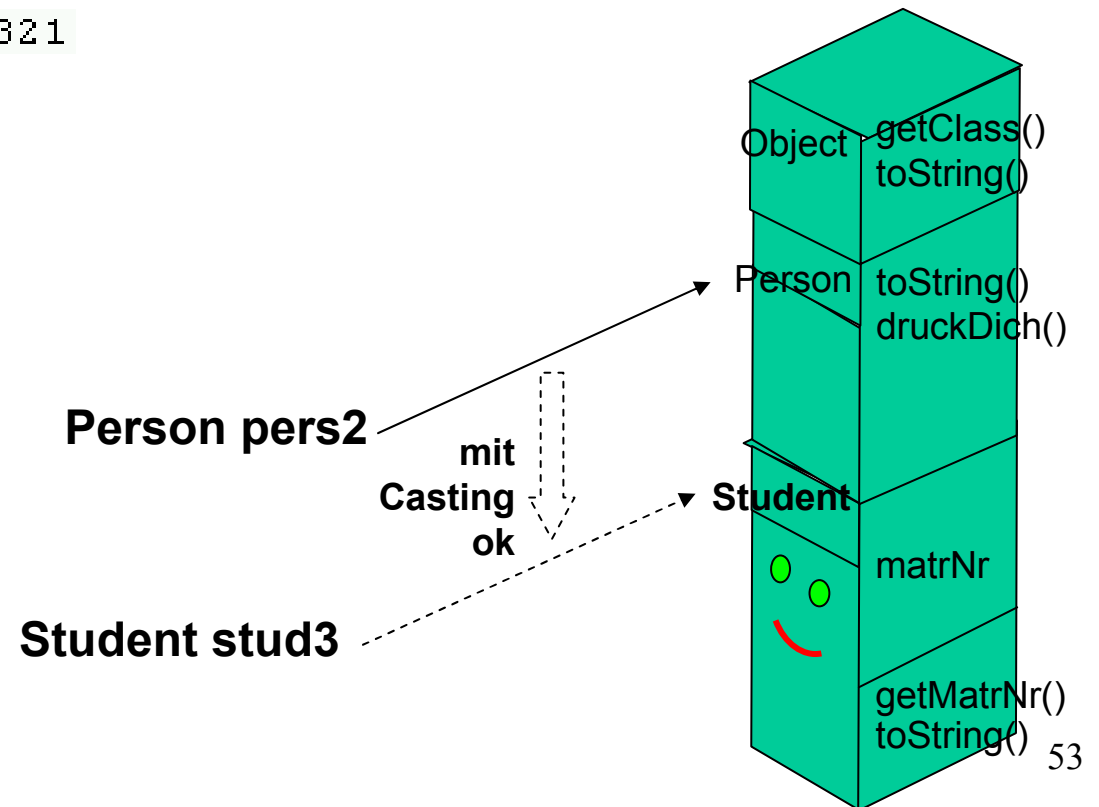 321
Object
getClass()
toString()
Person
toString()
druckDich()
Person pers2
mit
Casting
ok
Student
matrNr
Student stud3
getMatrNr()
toString()
53